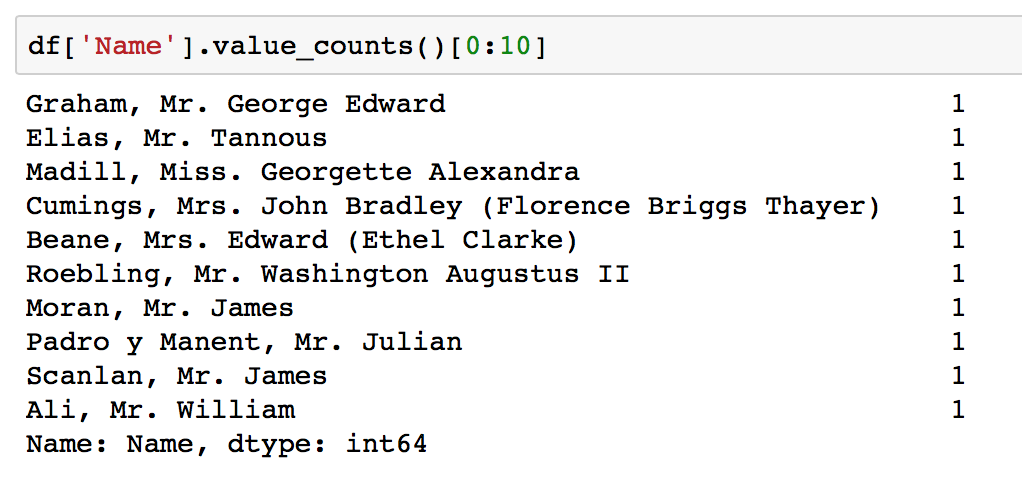 df['Name'].value_counts()[0:10]
Graham, Mr. George Edward 1
Elias, Mr. Tannous 1
Madill, Miss. Georgette Alexandra 1
Cumings, Mrs. John Bradley (Florence Briggs Thayer) 1
Beane, Mrs. Edward (Ethel Clarke) 1
Roebling, Mr. Washington Augustus II 1
Moran, Mr. James 1
Padro y Manent, Mr. Julian 1
Scanlan, Mr. James 1
Ali, Mr. William 1
Name: Name, dtype: int64